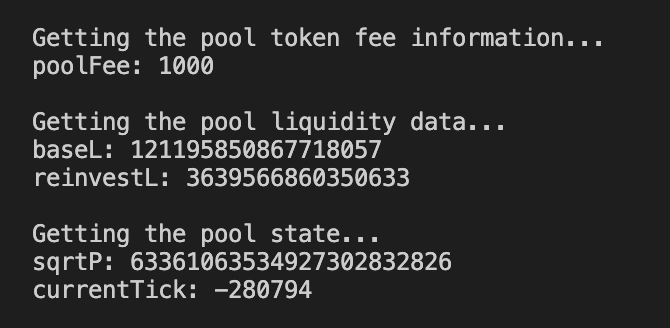 Getting the pool token fee information...
poolFee: 1000
Getting the pool liquidity data...
baseL: 121195850867718057
reinvestL: 3639566860350633
Getting the pool state...
sqrtP: 63361063534927302832826
currentTick: -280794